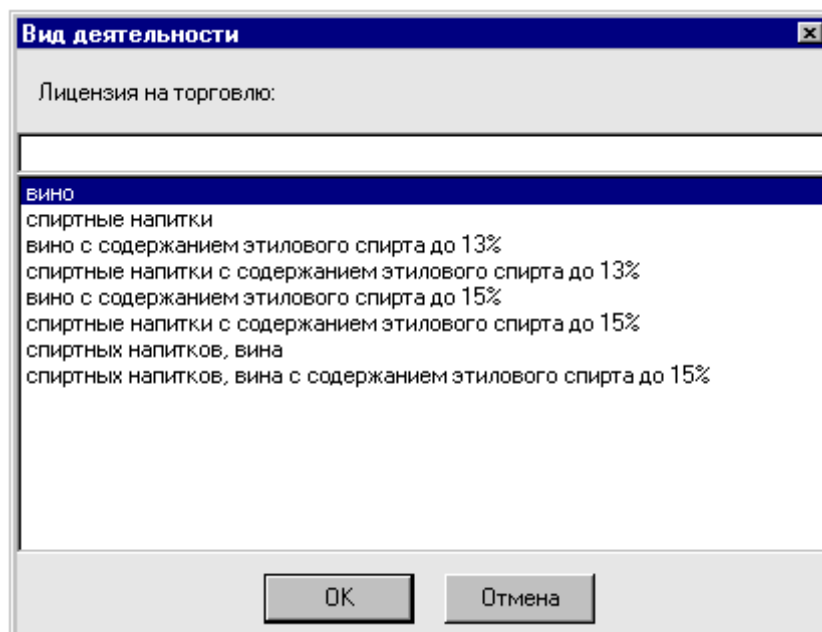 Вид деятельности
Лицензия на торговлю:
вино
спиртные напитки
вино с содержанием этилового спирта до 13%
спиртные напитки с содержанием этилового спирта до 13%
вино с содержанием этилового спирта до 15%
спиртные напитки с содержанием этилового спирта до 15%
спиртных напитков, вина
спиртных напитков, вина с содержанием этилового спирта до 15%
OK Отмена